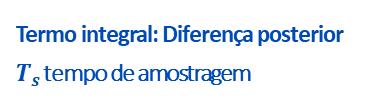 Termo integral: Diferença posterior
Ts tempo de amostragem